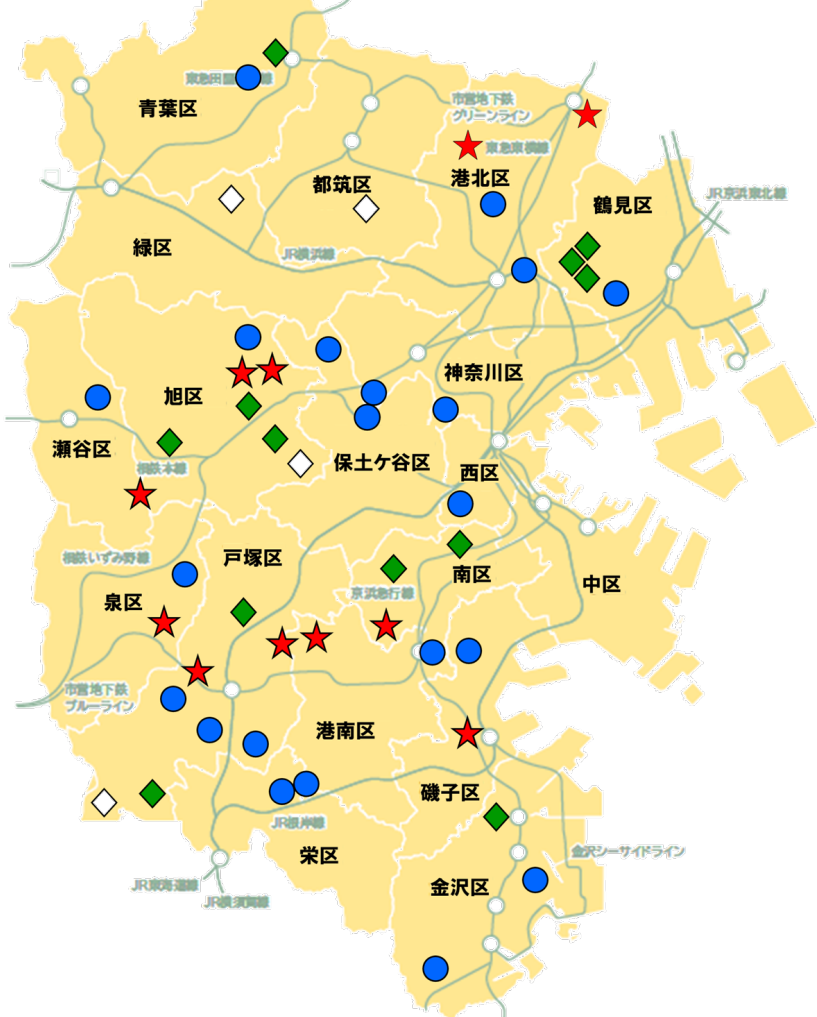 東急田園都市線
青葉区
市営地下鉄
グリーンライン
東急東横線
港北区
都筑区
鶴見区
JR京浜東北線
緑区
JR横浜線
神奈川区
旭区
瀬谷区
保土ケ谷区
西区
相鉄本線
相鉄いずみ野線
戸塚区
南区
中区
京浜急行線
泉区
市営地下鉄
ブルーライン
港南区
磯子区
JR根岸線
栄区
金沢シーサイドライン
金沢区
JR東海道線
JR横須賀線